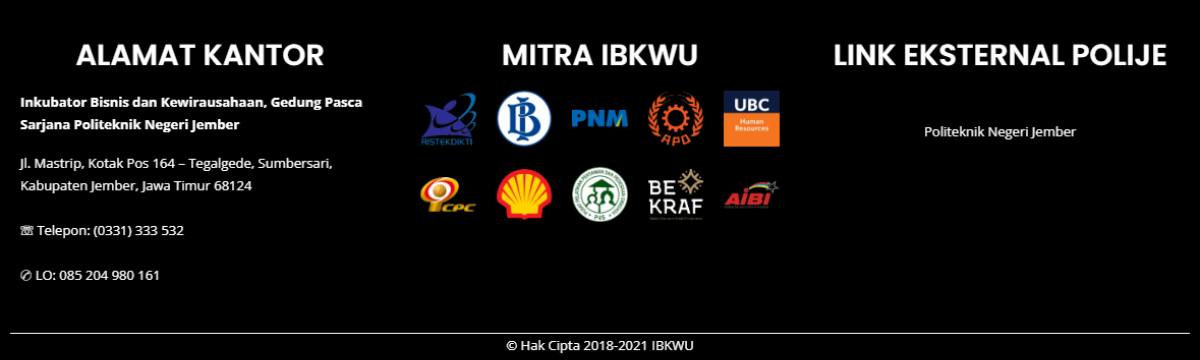 ALAMAT KANTOR
Inkubator Bisnis dan Kewirausahaan, Gedung Pasca
Sarjana Politeknik Negeri Jember
Jl. Mastrip, Kotak Pos 164 – Tegalgede, Sumbersari,
Kabupaten Jember, Jawa Timur 68124
☏ Telepon: (0331) 333 532
✆ LO: 085 204 980 161
MITRA IBKWU
RISTEKDIKTI
PNM
APO
UBC
Human
Resources
CPC
P4S
BE
KRAF
AIBI
LINK EKSTERNAL POLIJE
Politeknik Negeri Jember
© Hak Cipta 2018-2021 IBKWU